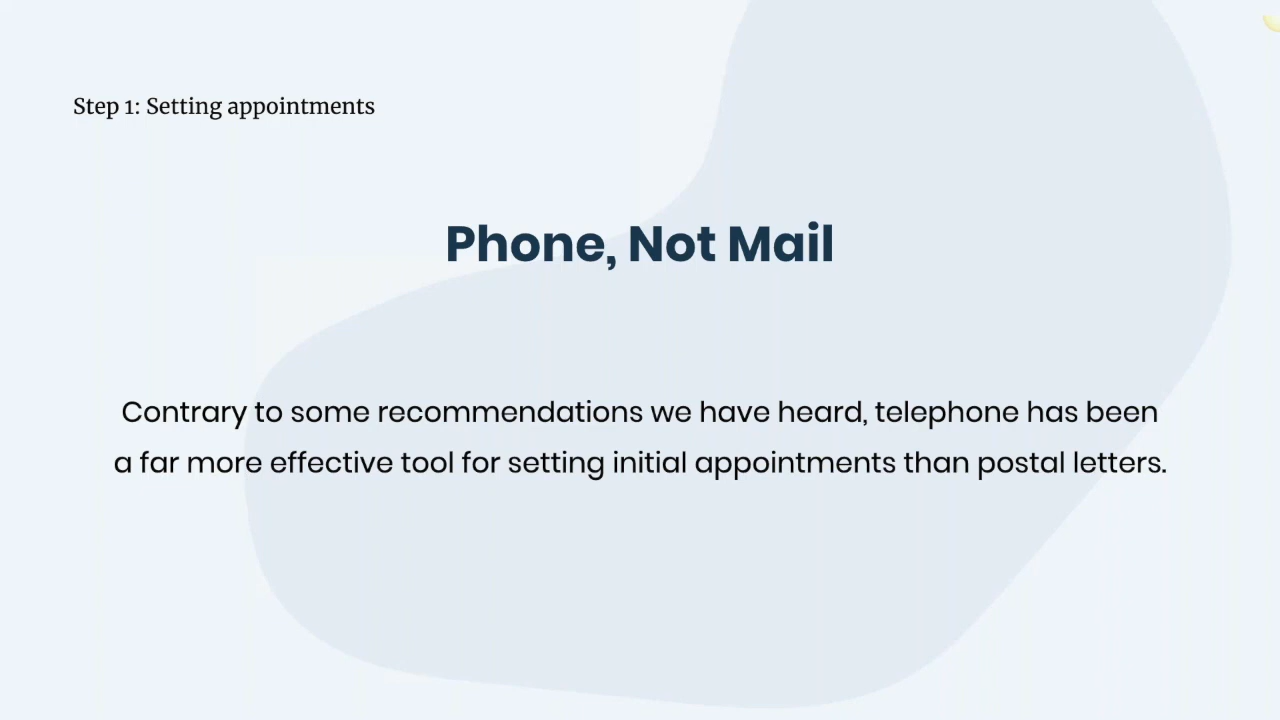 Step 1: Setting appointments
Phone, Not Mail
Contrary to some recommendations we have heard, telephone has been
a far more effective tool for setting initial appointments than postal letters.